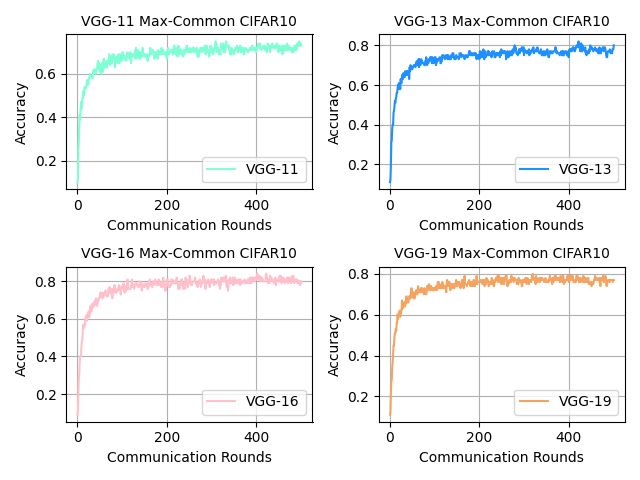 VGG-11 Max-Common CIFAR10
Accuracy
0.6
0.4
0.2
VGG-11
0 200 400
Communication Rounds
VGG-13 Max-Common CIFAR10
Accuracy
0.8
0.6
0.4
0.2
VGG-13
0 200 400
Communication Rounds
VGG-16 Max-Common CIFAR10
Accuracy
0.8
0.6
0.4
0.2
VGG-16
0 200 400
Communication Rounds
VGG-19 Max-Common CIFAR10
Accuracy
0.8
0.6
0.4
0.2
VGG-19
0 200 400
Communication Rounds